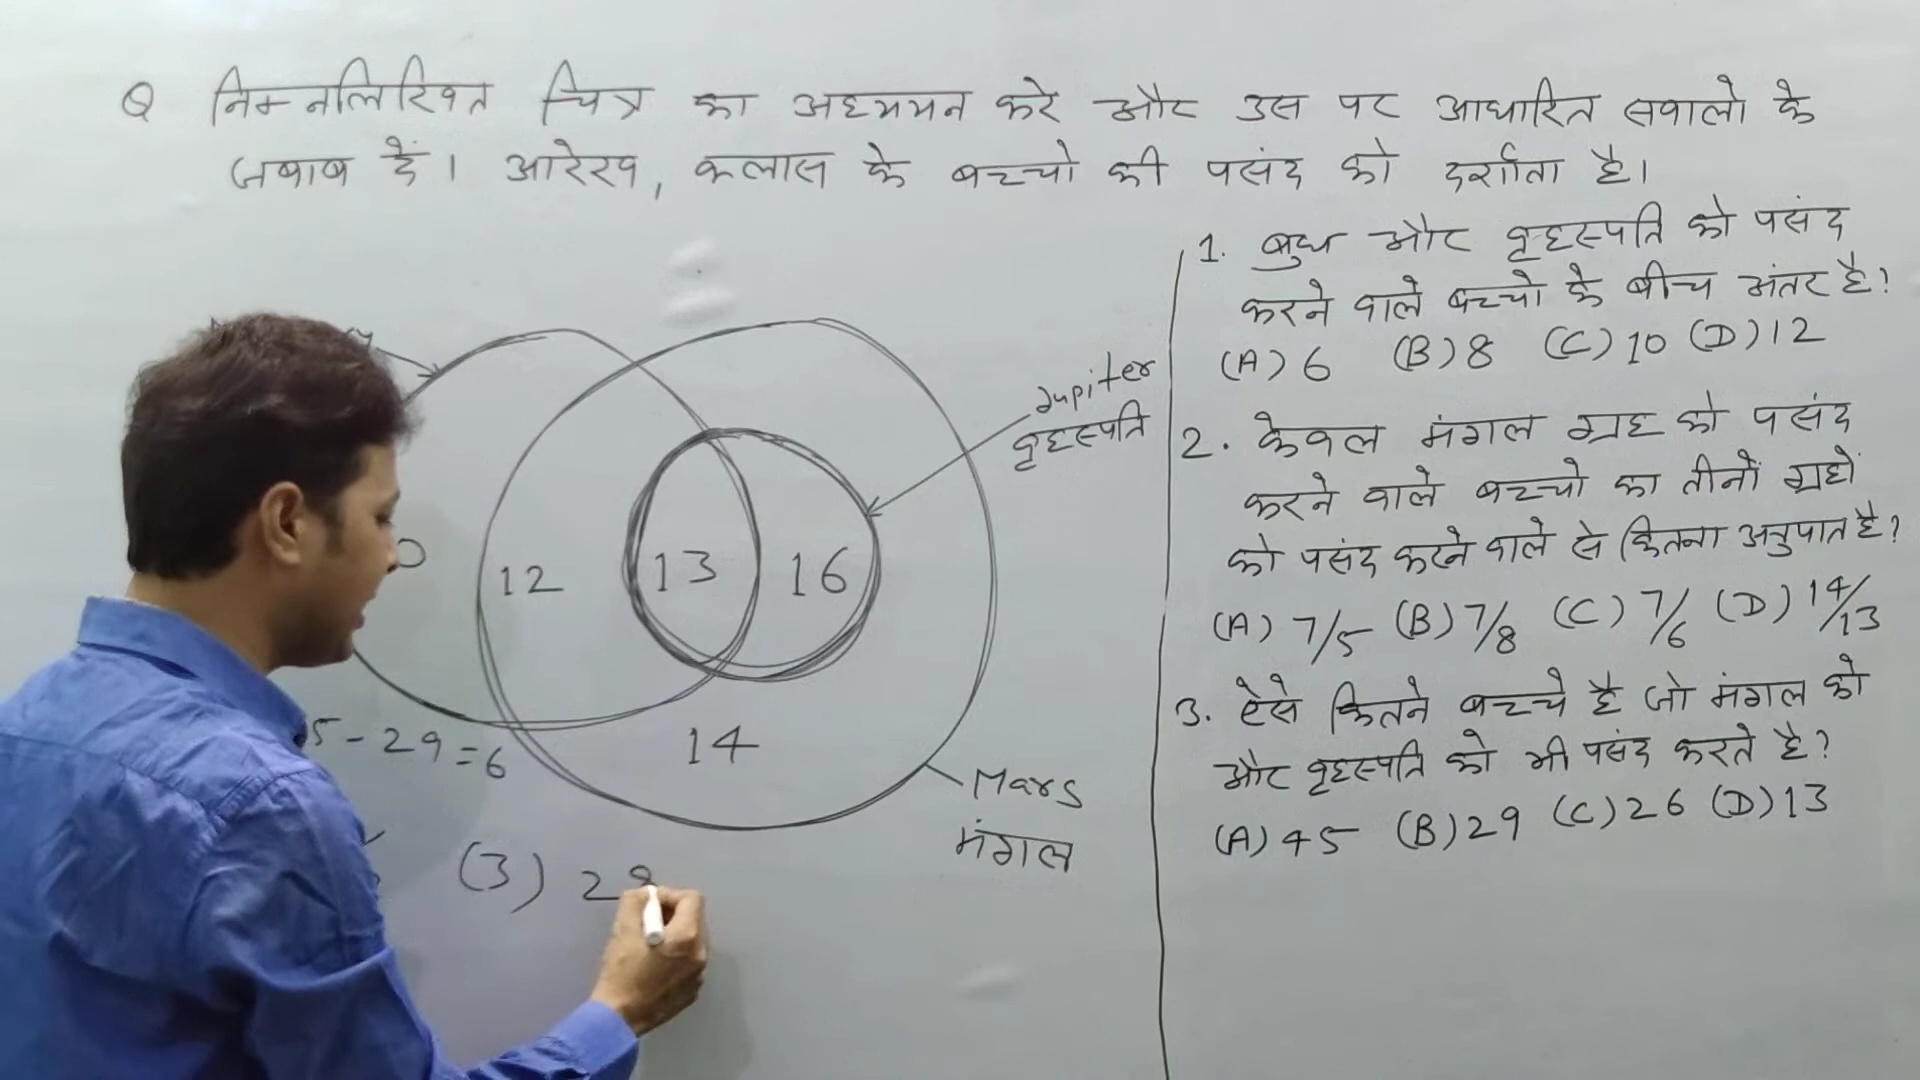 Q निम्नलिखित चित्र का अध्ययन करे और उस पर आधारित सवालो के
जबाब दें। आरेख, कलास के बच्चो की पसंद को दर्शाता है।
1. बुध और वृहस्पति को पसंद
करने वाले बच्चो के बीच अंतर है?
(A) 6 (B) 8 (C) 10 (D) 12
2. केवल मंगल ग्रह को पसंद
करने वाले बच्चो का तीनों ग्रहों
को पसंद करने वाले से कितना अनुपात है?
(A) 7/5 (B) 7/8 (C) 7/6 (D) 14/13
3. ऐसे कितने बच्चे है जो मंगल को
और वृहस्पति को भी पसंद करते है?
(A) 45 (B) 29 (C) 26 (D) 13
Jupiter
वृहस्पति
12 13 16
14
Mars
मंगल
5 - 29 = 6
(3) 29